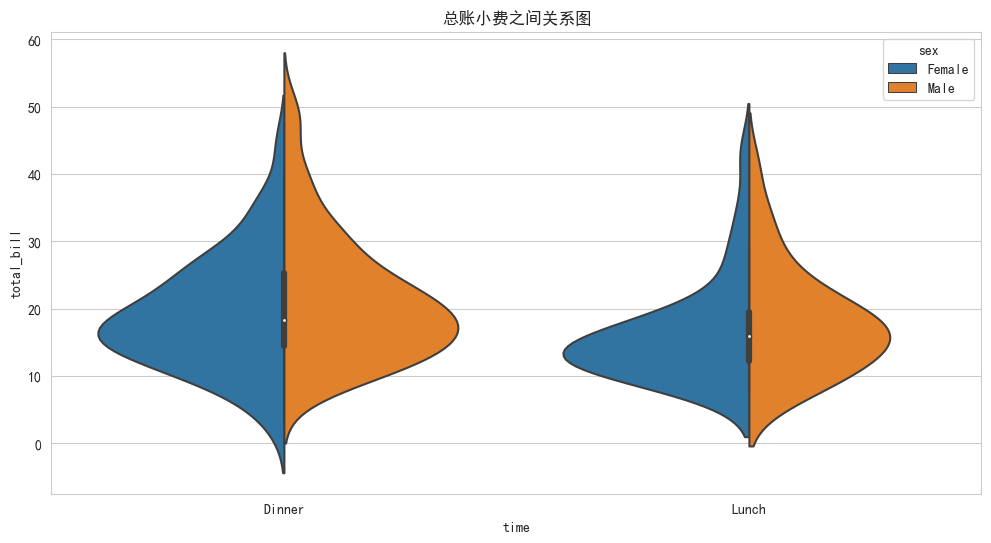 总账小费之间关系图
sex
Female
Male
60
50
40
30
20
10
0
total_bill
Dinner
Lunch
time